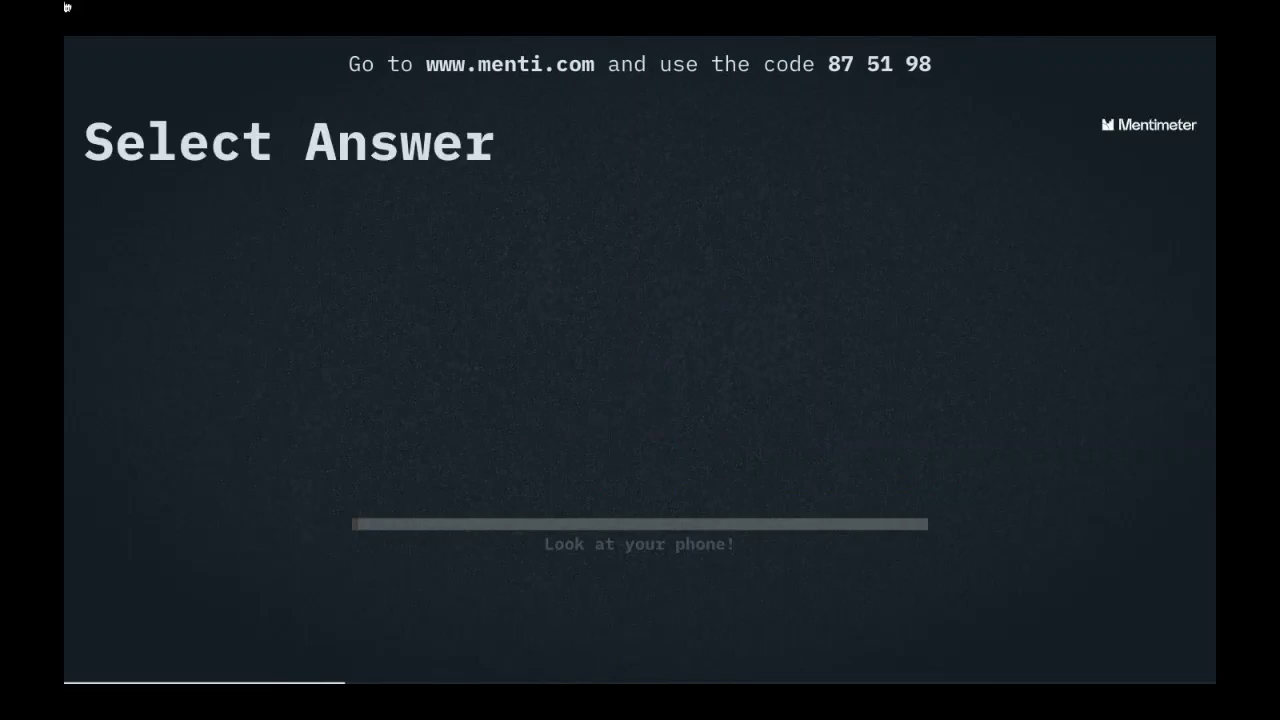 Go to www.menti.com and use the code 87 51 98
Select Answer
Mentimeter
Look at your phone!